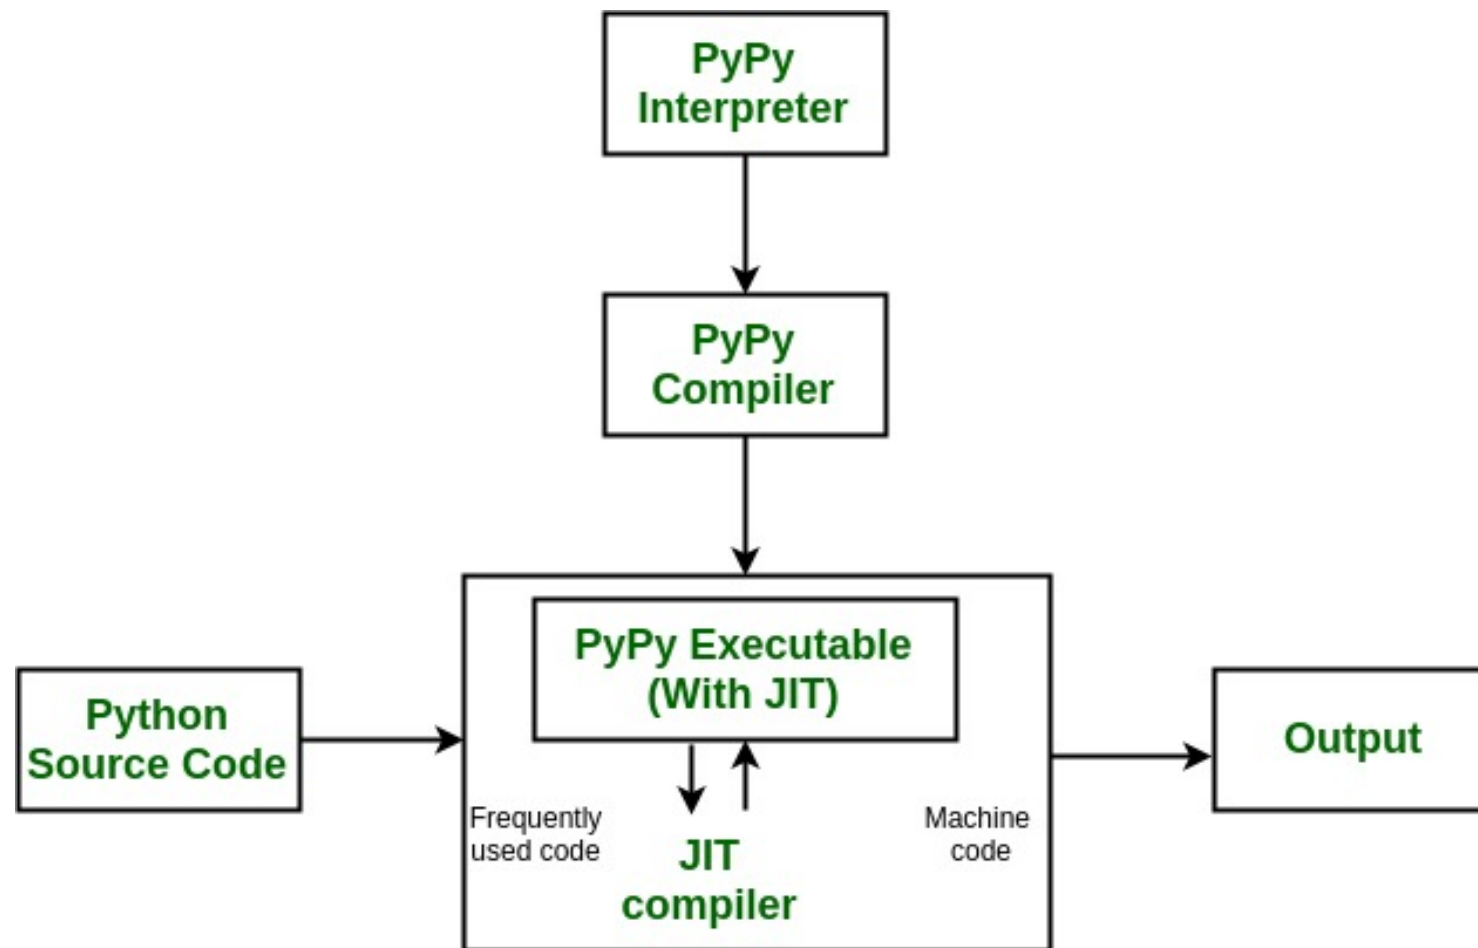 PyPy
Interpreter
PyPy
Compiler
PyPy Executable
(With JIT)
Python
Source Code
Output
Frequently
used code
JIT
compiler
Machine
code